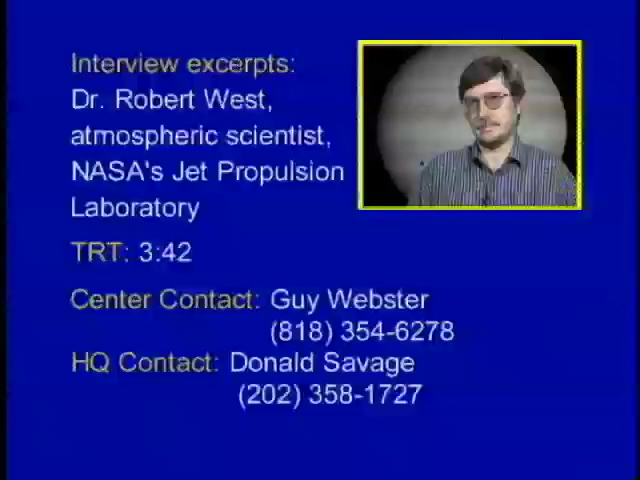 Interview excerpts:
Dr. Robert West,
atmospheric scientist,
NASA's Jet Propulsion
Laboratory
TRT: 3:42
Center Contact: Guy Webster
(818) 354-6278
HQ Contact: Donald Savage
(202) 358-1727